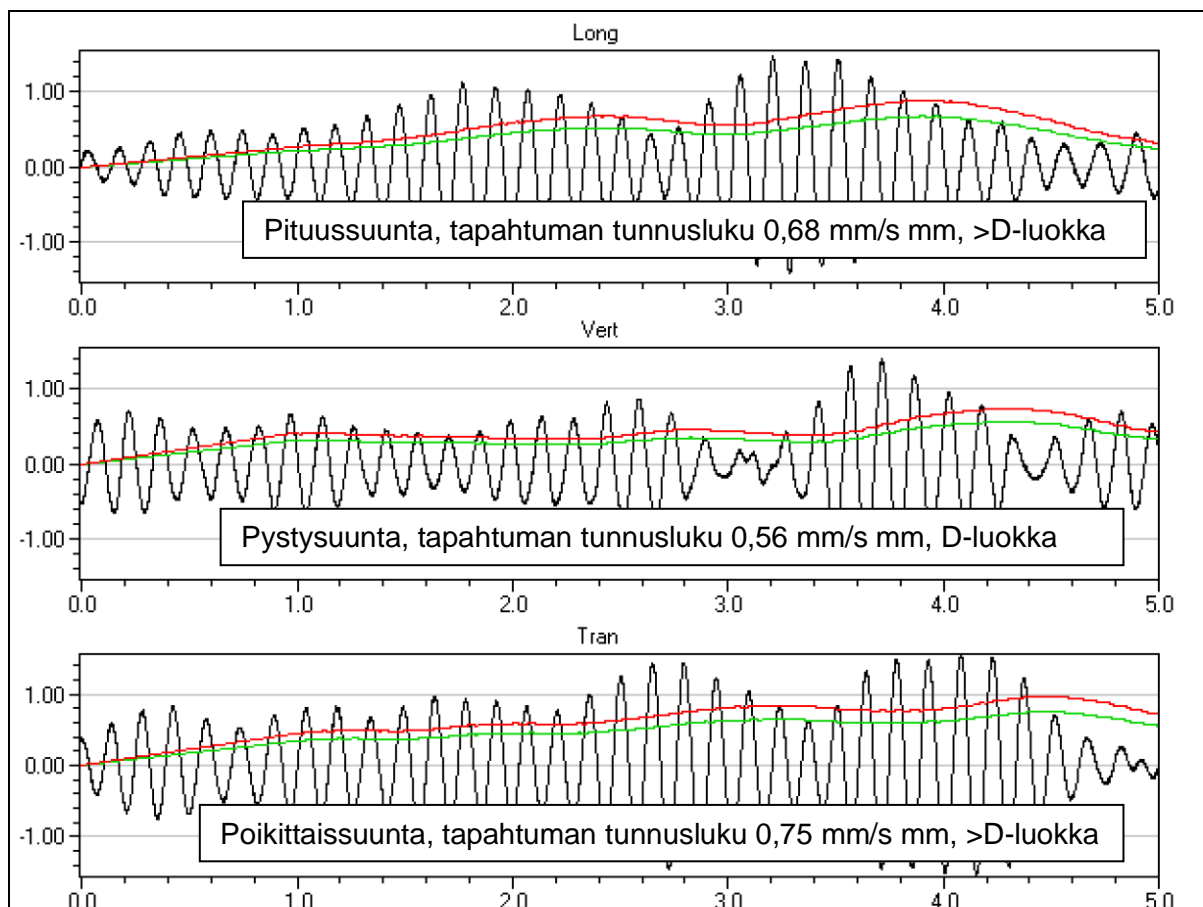 Long
1.00
0.00
-1.00
Pituussuunta, tapahtuman tunnusluku 0,68 mm/s mm, >D-luokka
0.0 1.0 2.0 3.0 4.0 5.0
Vert
1.00
0.00
-1.00
Pystysuunta, tapahtuman tunnusluku 0,56 mm/s mm, D-luokka
0.0 1.0 2.0 3.0 4.0 5.0
Tran
1.00
0.00
-1.00
Poikittaissuunta, tapahtuman tunnusluku 0,75 mm/s mm, >D-luokka
0.0 1.0 2.0 3.0 4.0 5.0